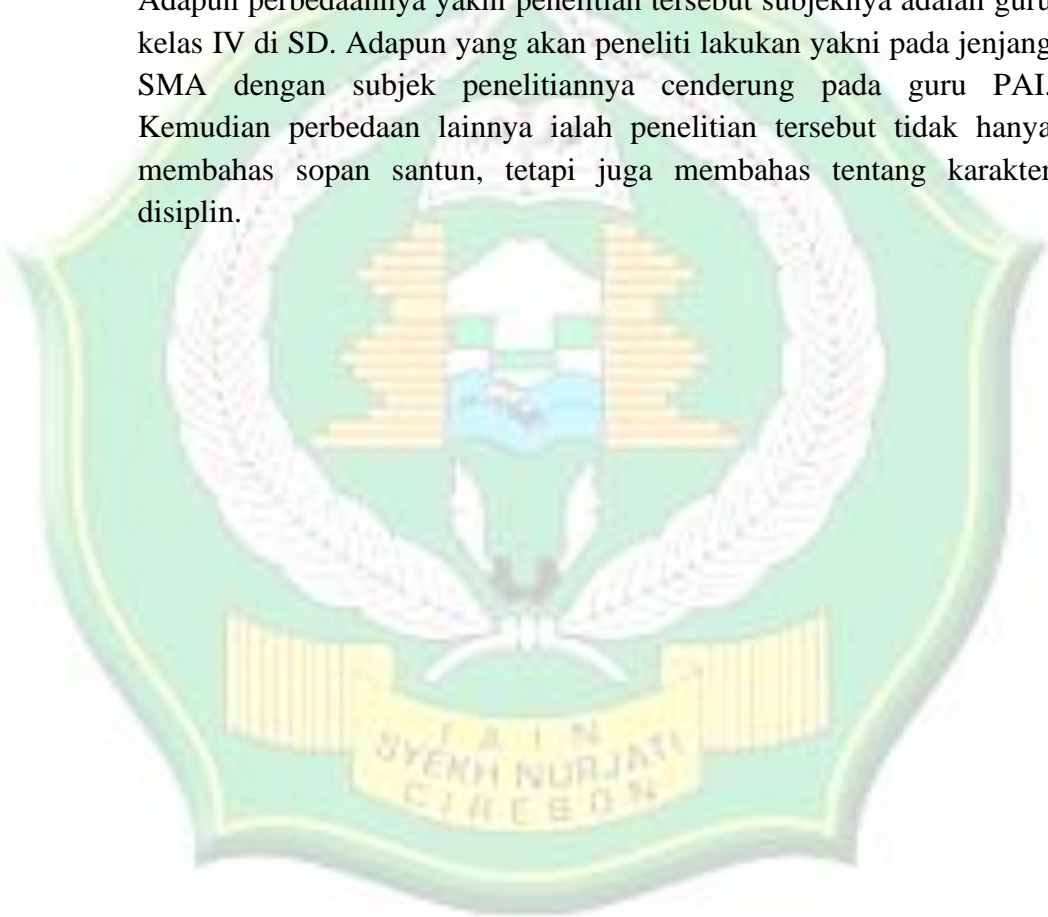 Adapun perbedaannya yakni penelitian tersebut subjeknya adalah guru
kelas IV di SD. Adapun yang akan peneliti lakukan yakni pada jenjang
SMA dengan subjek penelitiannya cenderung pada guru PAI.
Kemudian perbedaan lainnya ialah penelitian tersebut tidak hanya
membahas sopan santun, tetapi juga membahas tentang karakter
disiplin.
IAIN
SYEKH NURJATI
CIREBON